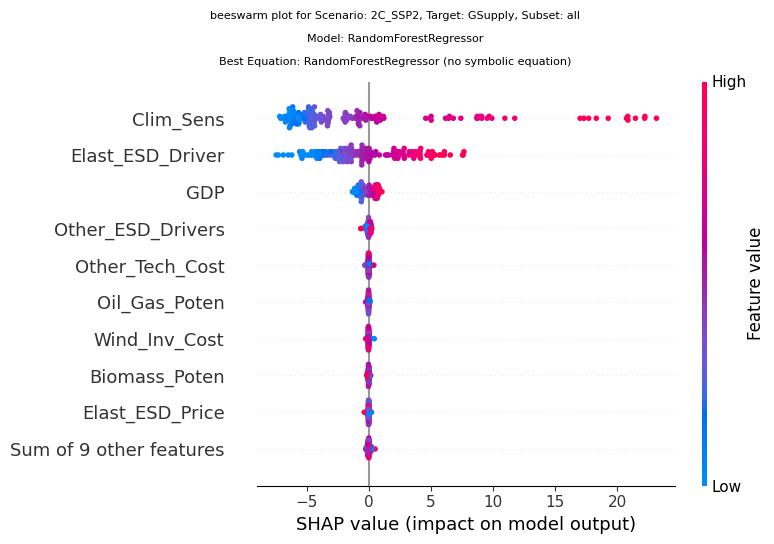 beeswarm plot for Scenario: 2C_SSP2, Target: GSupply, Subset: all
Model: RandomForestRegressor
Best Equation: RandomForestRegressor (no symbolic equation)
High
Clim_Sens
Elast_ESD_Driver
GDP
Other_ESD_Drivers
Other_Tech_Cost
Oil_Gas_Poten
Wind_Inv_Cost
Biomass_Poten
Elast_ESD_Price
Sum of 9 other features
Feature value
Low
−5 0 5 10 15 20
SHAP value (impact on model output)